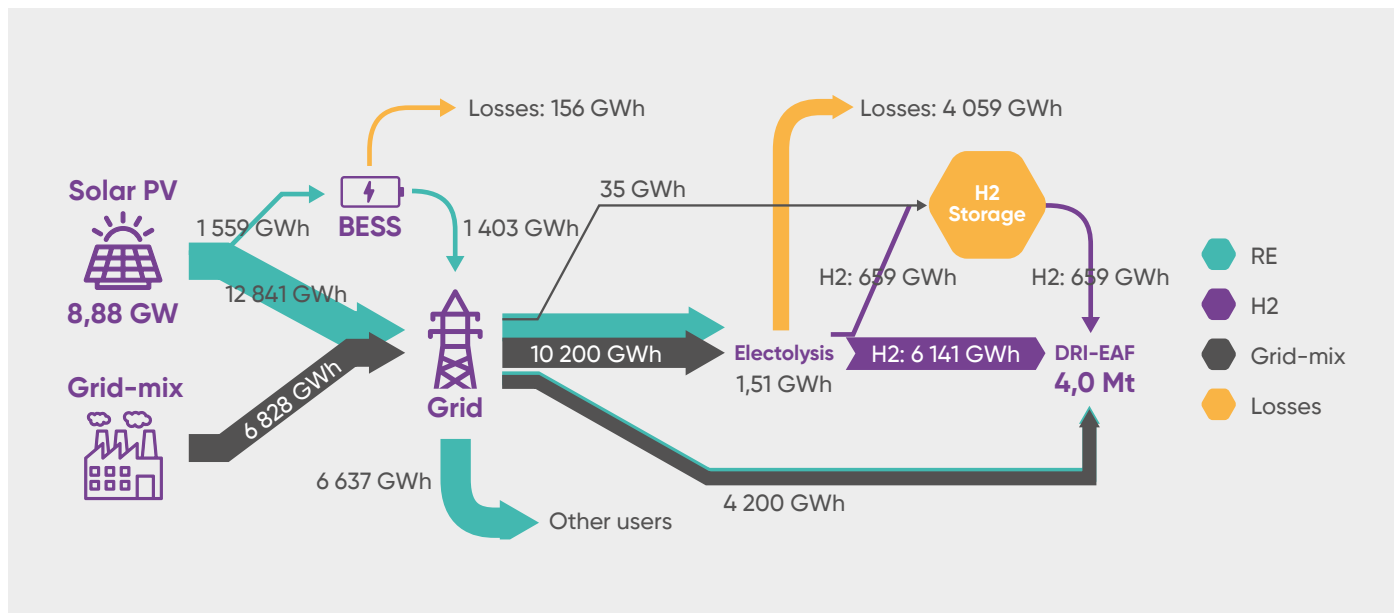 Losses: 156 GWh
Losses: 4 059 GWh
Solar PV
1 559 GWh
BESS
1 403 GWh
35 GWh
H2
Storage
RE
12 841 GWh
H2: 659 GWh
H2: 659 GWh
8,88 GW
H2
10 200 GWh
Electolysis
H2: 6 141 GWh
DRI-EAF
Grid-mix
1,51 GWh
4,0 Mt
Grid-mix
6 828 GWh
Grid
Losses
6 637 GWh
4 200 GWh
Other users